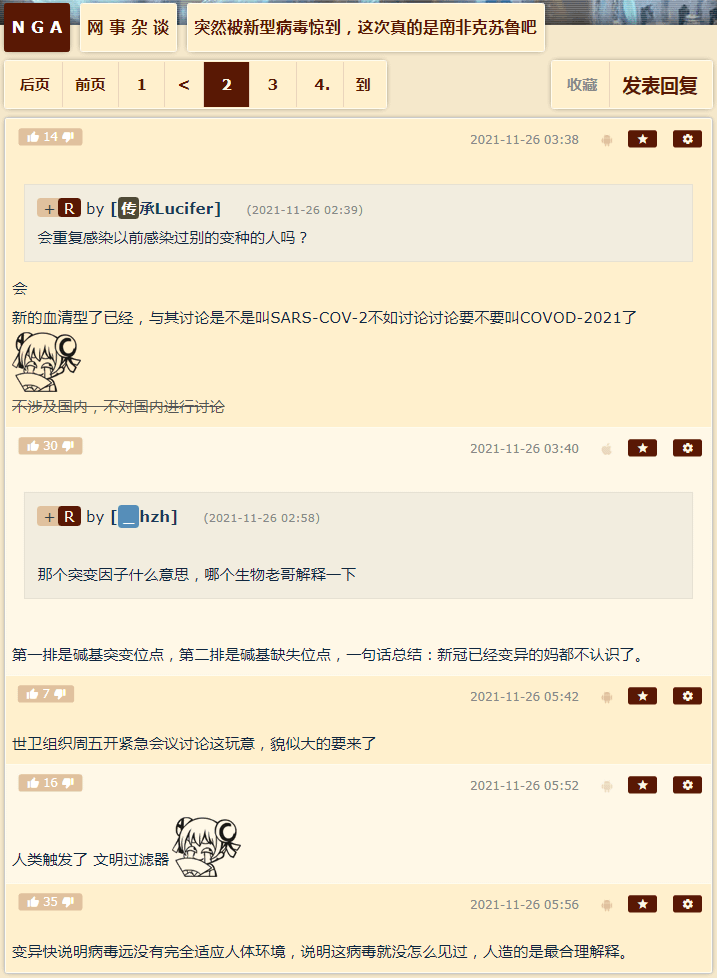 N G A 网 事 杂 谈 突然被新型病毒惊到，这次真的是南非克苏鲁吧
后页 前页 1 < 2 3 4. 到 收藏 发表回复
14 2021-11-26 03:38
+ R by [传承Lucifer] (2021-11-26 02:39)
会重复感染以前感染过别的变种的人吗？
会
新的血清型了已经，与其讨论是不是叫SARS-COV-2不如讨论讨论要不要叫COVOD-2021了
不涉及国内，不对国内进行讨论
30 2021-11-26 03:40
+ R by [_hzh] (2021-11-26 02:58)
那个突变因子什么意思，哪个生物老哥解释一下
第一排是碱基突变位点，第二排是碱基缺失位点，一句话总结：新冠已经变异的妈都不认识了。
7 2021-11-26 05:42
世卫组织周五开紧急会议讨论这玩意，貌似大的要来了
16 2021-11-26 05:52
人类触发了 文明过滤器
35 2021-11-26 05:56
变异快说明病毒远没有完全适应人体环境，说明这病毒就没怎么见过，人造的是最合理解释。